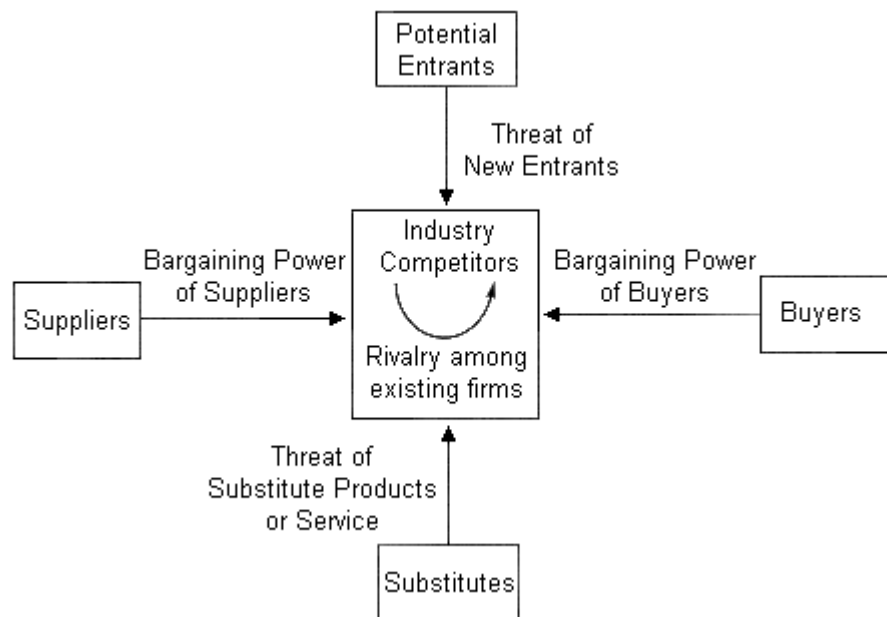 Potential
Entrants
Threat of
New Entrants
Industry
Competitors
Bargaining Power
of Suppliers
Bargaining Power
of Buyers
Suppliers
Buyers
Rivalry among
existing firms
Threat of
Substitute Products
or Service
Substitutes